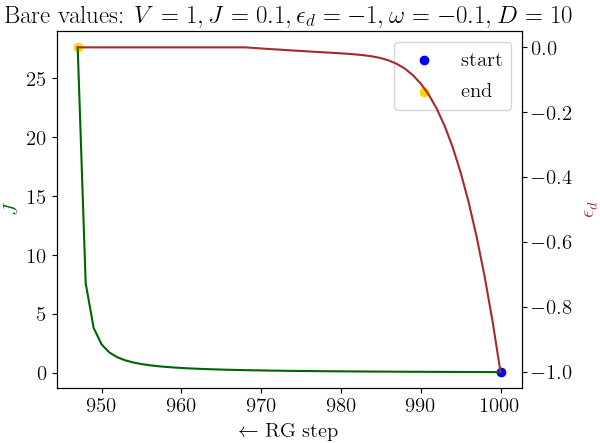 Bare values: $V = 1, J = 0.1, \epsilon_d = -1, \omega = -0.1, D = 10$
start
end
J
25
20
15
10
5
0
0.0
−0.2
−0.4
−0.6
−0.8
−1.0
$\epsilon_d$
950 960 970 980 990 1000
← RG step